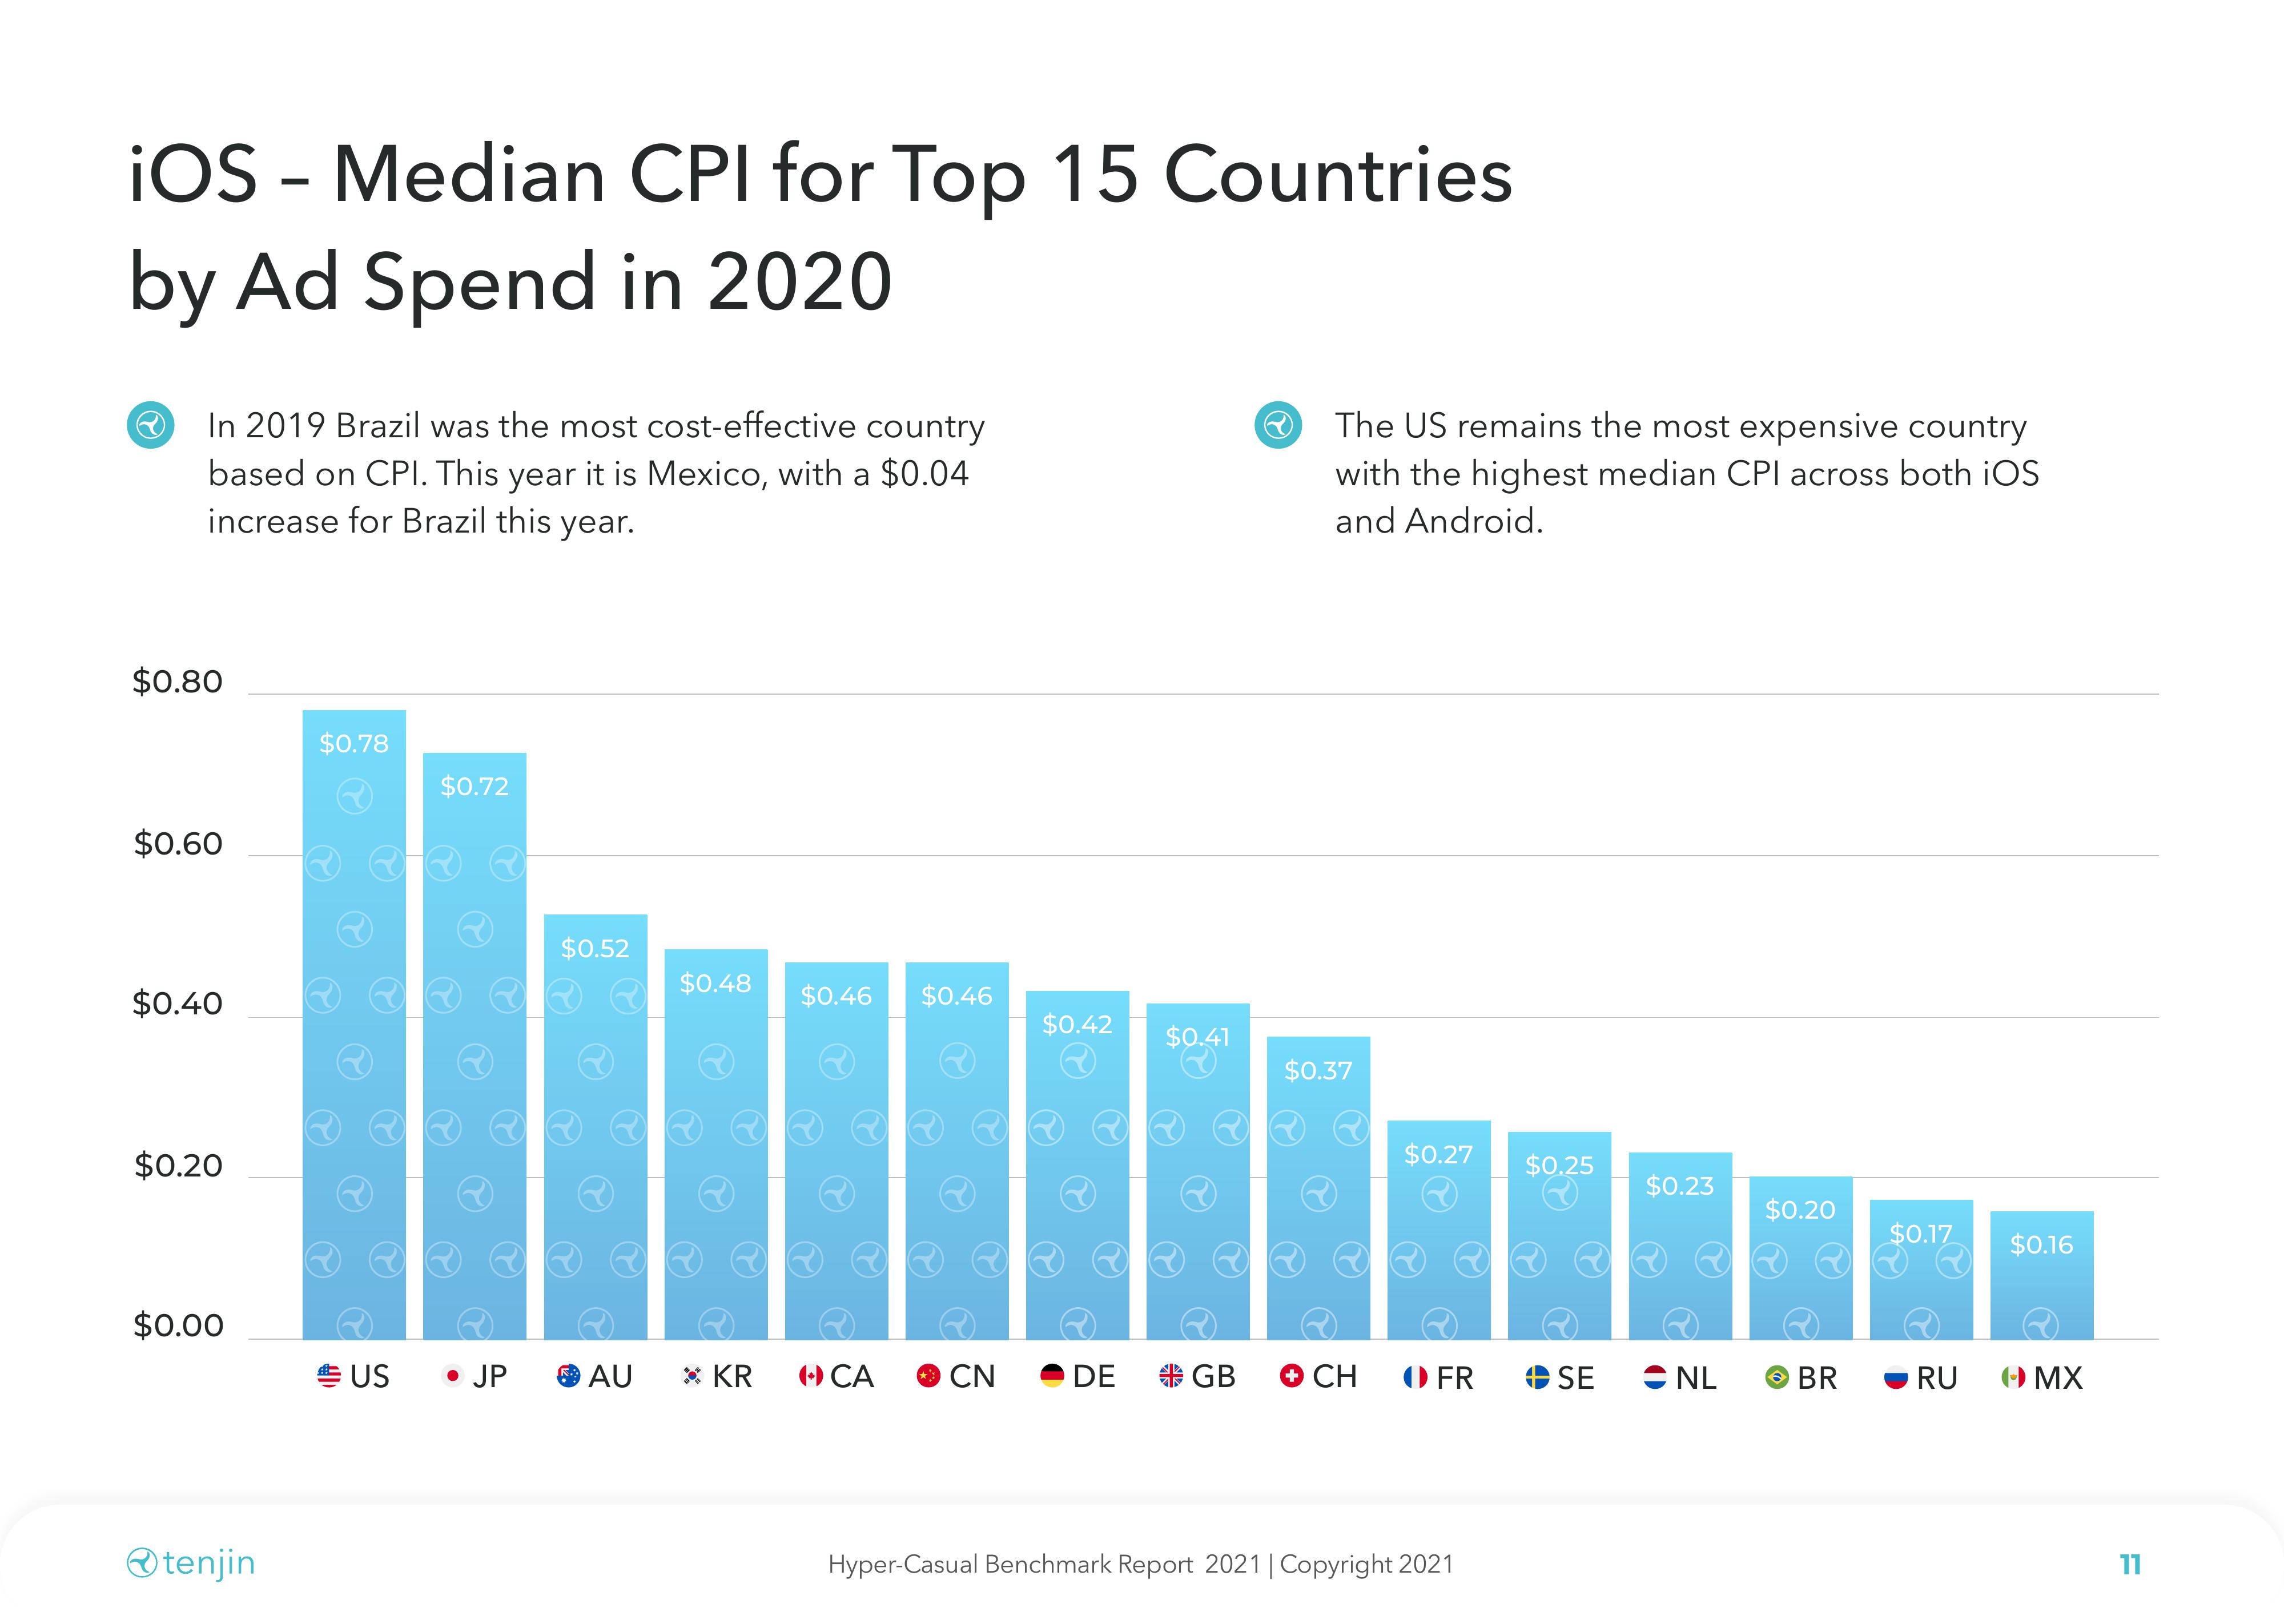 iOS – Median CPI for Top 15 Countries
by Ad Spend in 2020
In 2019 Brazil was the most cost-effective country
based on CPI. This year it is Mexico, with a $0.04
increase for Brazil this year.
The US remains the most expensive country
with the highest median CPI across both iOS
and Android.
$0.80
$0.60
$0.40
$0.20
$0.00
$0.78
$0.72
$0.52
$0.48
$0.46
$0.46
$0.42
$0.41
$0.37
$0.27
$0.25
$0.23
$0.20
$0.17
$0.16
US JP AU KR CA CN DE GB CH FR SE NL BR RU MX
tenjin
Hyper-Casual Benchmark Report 2021 | Copyright 2021
11